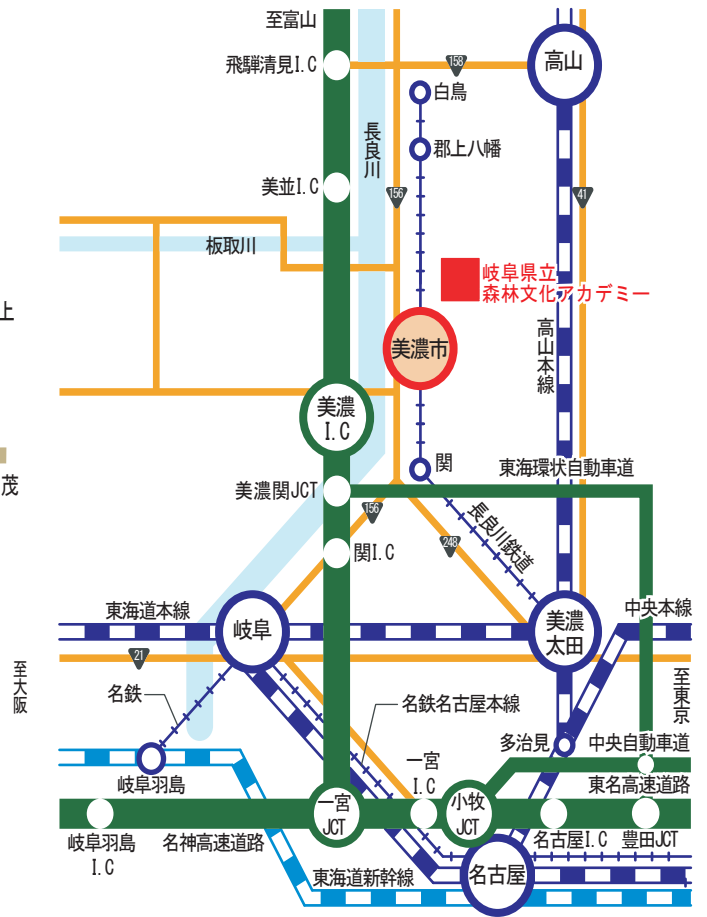 至富山
飛騨清見I.C
158
高山
白鳥
長良川
郡上八幡
美並I.C
156
41
板取川
岐阜県立
森林文化アカデミー
上
高山本線
美濃市
美濃
I.C
関
東海環状自動車道
茂
美濃関JCT
156
長良川鉄道
248
関I.C
東海道本線
岐阜
美濃
太田
中央本線
21
至大阪
至東京
名鉄
名鉄名古屋本線
多治見
中央自動車道
岐阜羽島
一宮
I.C
東名高速道路
一宮
JCT
小牧
JCT
岐阜羽島
I.C
名神高速道路
名古屋I.C
豊田JCT
東海道新幹線
名古屋